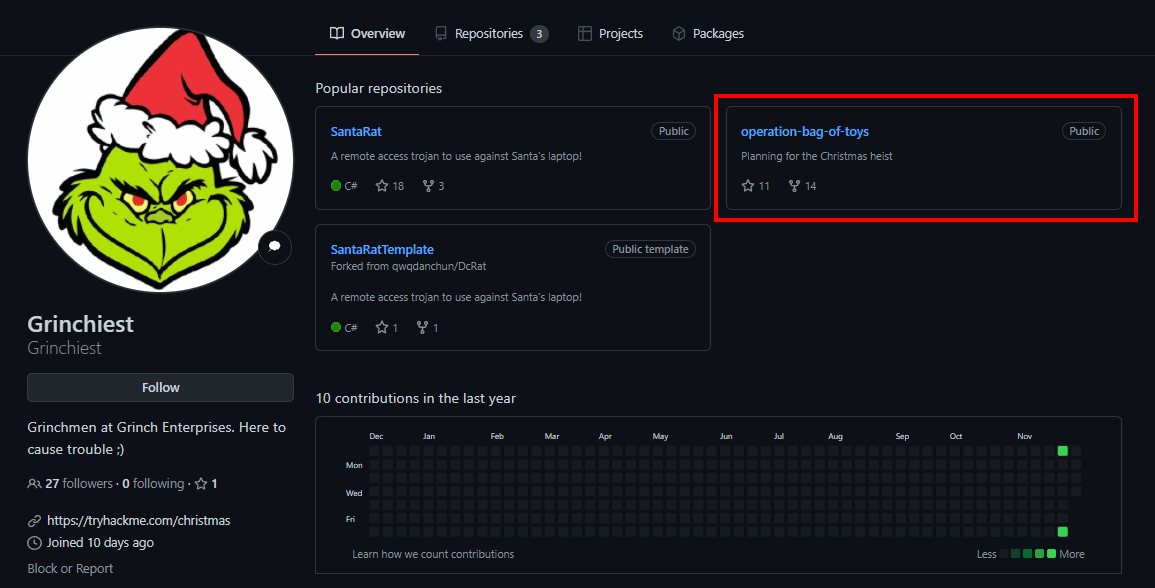 Overview Repositories 3 Projects Packages
Popular repositories
SantaRat Public
A remote access trojan to use against Santa's laptop!
C# 18 3
operation-bag-of-toys Public
Planning for the Christmas heist
11 14
SantaRatTemplate Public template
Forked from qwqdanchun/DcRat
A remote access trojan to use against Santa's laptop!
C# 1 1
Grinchiest
Grinchiest
Follow
Grinchmen at Grinch Enterprises. Here to
cause trouble ;)
27 followers · 0 following · 1
https://tryhackme.com/christmas
Joined 10 days ago
Block or Report
10 contributions in the last year
Dec Jan Feb Mar Apr May Jun Jul Aug Sep Oct Nov
Mon
Wed
Fri
Learn how we count contributions Less More